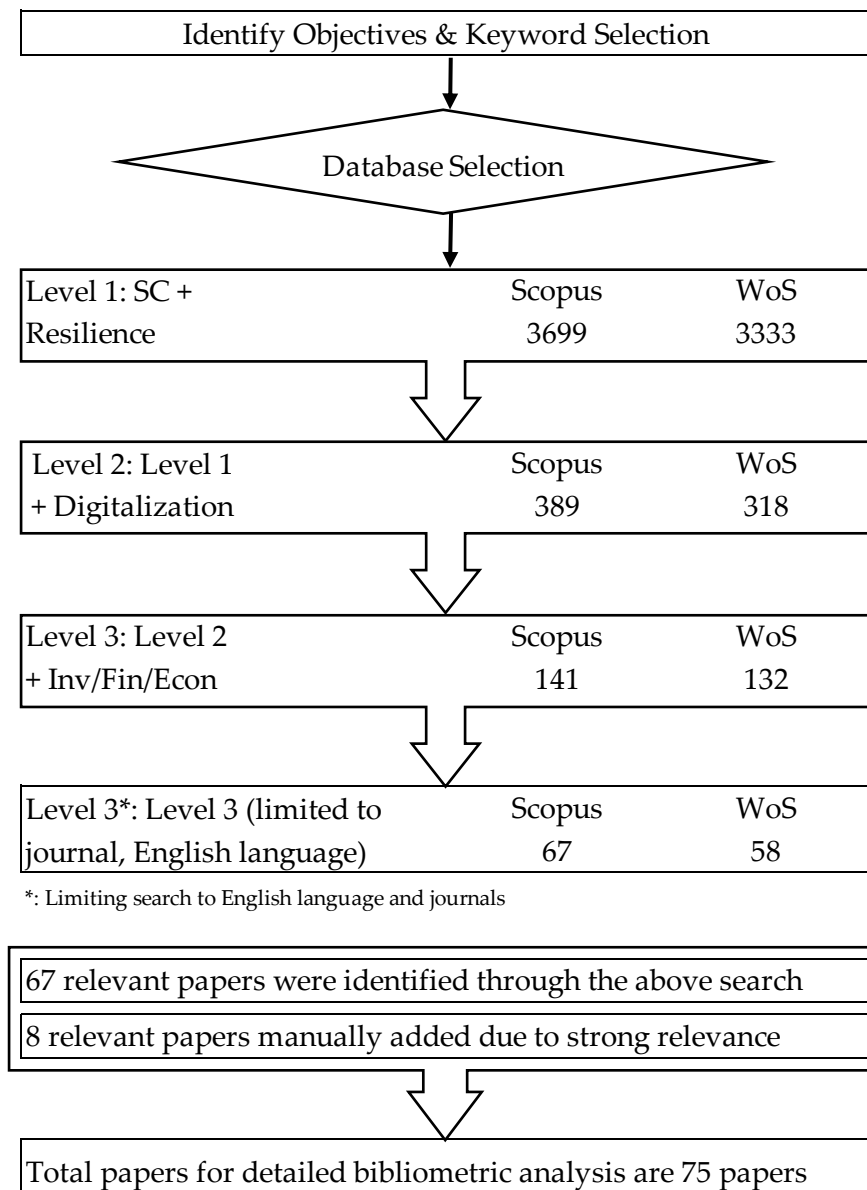 Identify Objectives & Keyword Selection
Database Selection
Level 1: SC + Scopus WoS
Resilience 3699 3333
Level 2: Level 1 Scopus WoS
+ Digitalization 389 318
Level 3: Level 2 Scopus WoS
+ Inv/Fin/Econ 141 132
Level 3*: Level 3 (limited to Scopus WoS
journal, English language) 67 58
*: Limiting search to English language and journals
67 relevant papers were identified through the above search
8 relevant papers manually added due to strong relevance
Total papers for detailed bibliometric analysis are 75 papers